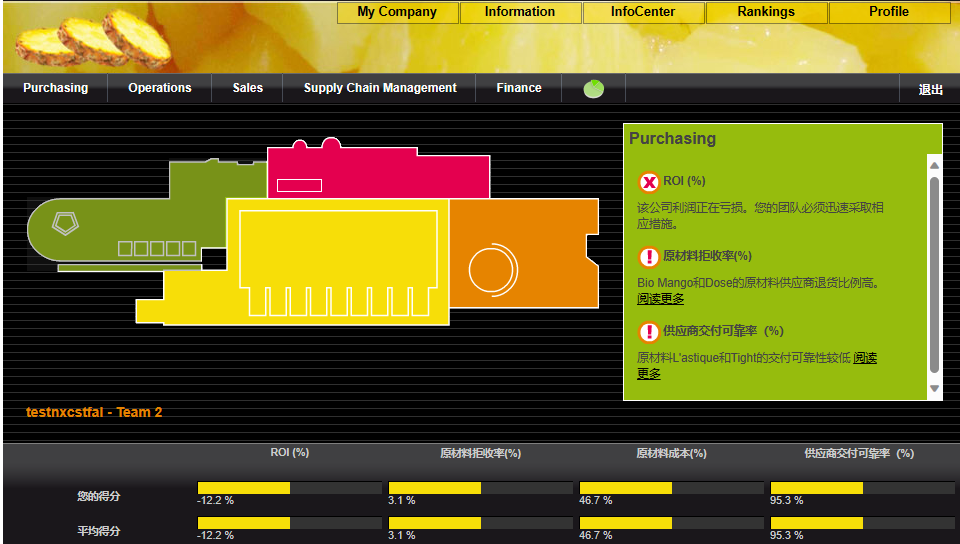 My Company
Information
InfoCenter
Rankings
Profile
Purchasing
Operations
Sales
Supply Chain Management
Finance
退出
Purchasing
ROI (%)
该公司利润正在亏损。您的团队必须迅速采取相
应措施。
原材料拒收率(%)
Bio Mango和Dose的原材料供应商退货比例高。
阅读更多
供应商交付可靠率（%）
原材料L'astique和Tight的交付可靠性较低 阅读
更多
testnxcstfal - Team 2
ROI (%)
原材料拒收率(%)
原材料成本(%)
供应商交付可靠率（%）
您的得分
-12.2 %
3.1 %
46.7 %
95.3 %
平均得分
-12.2 %
3.1 %
46.7 %
95.3 %